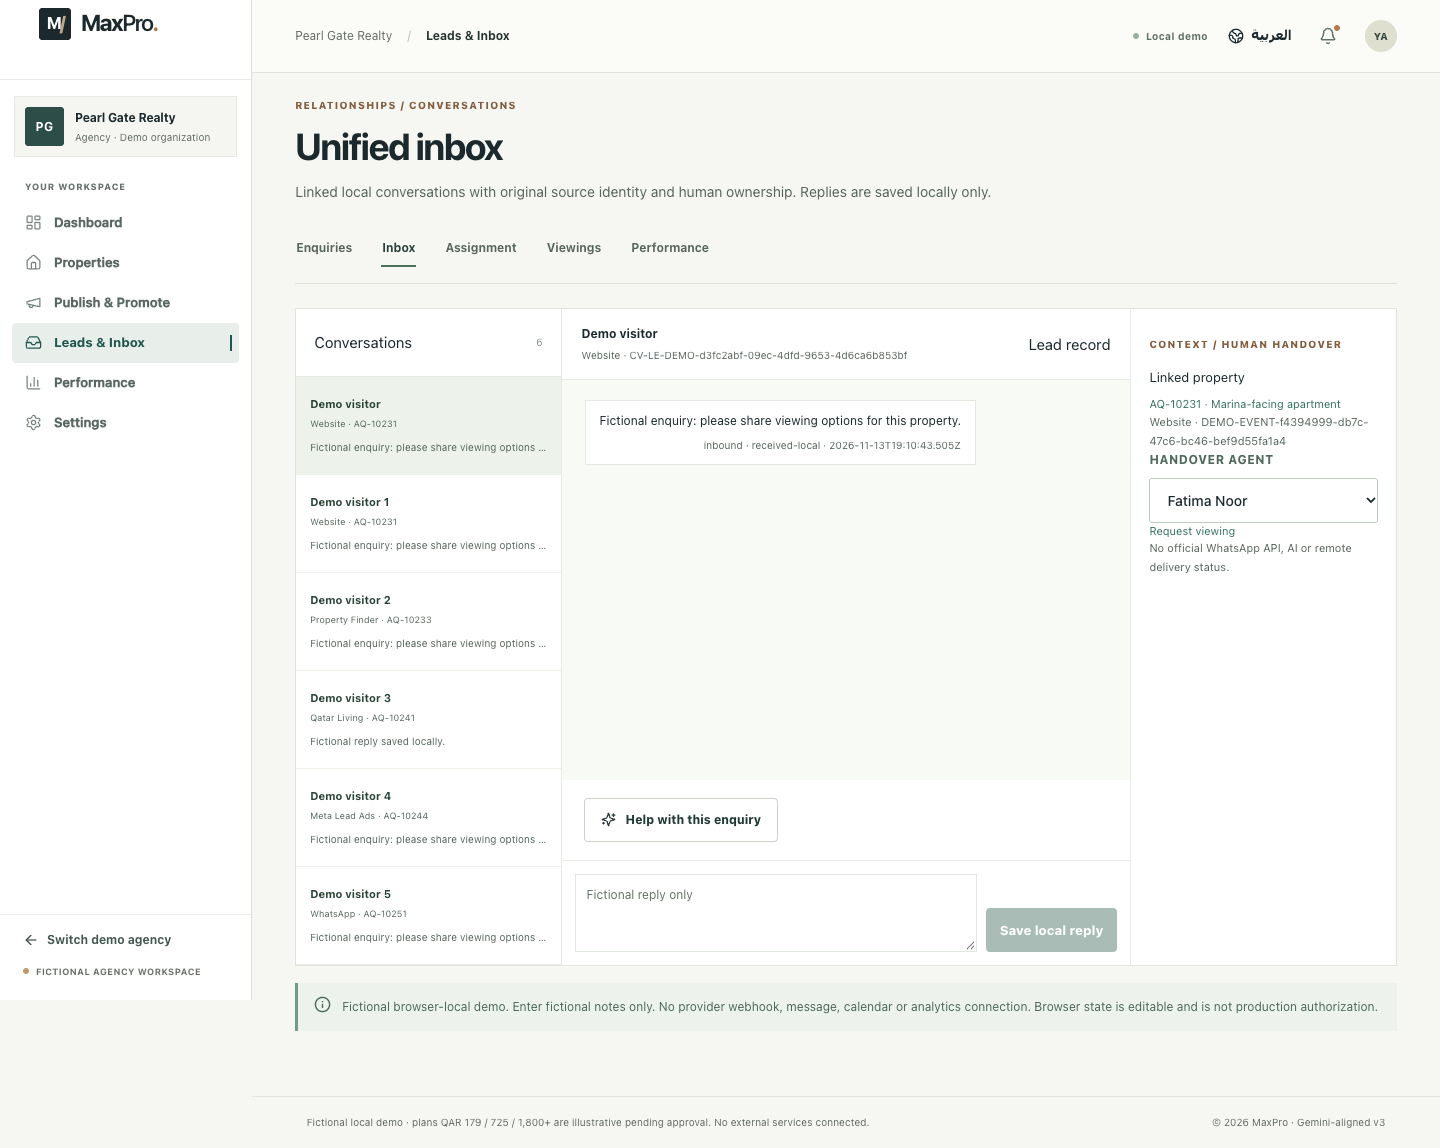 M/ MaxPro.
PG
Pearl Gate Realty
Agency · Demo organization
YOUR WORKSPACE
Dashboard
Properties
Publish & Promote
Leads & Inbox
Performance
Settings
Switch demo agency
FICTIONAL AGENCY WORKSPACE
Pearl Gate Realty / Leads & Inbox
Local demo
العربية
YA
RELATIONSHIPS / CONVERSATIONS
Unified inbox
Linked local conversations with original source identity and human ownership. Replies are saved locally only.
Enquiries Inbox Assignment Viewings Performance
Conversations 6
Demo visitor
Website · AQ-10231
Fictional enquiry: please share viewing options ...
Demo visitor 1
Website · AQ-10231
Fictional enquiry: please share viewing options ...
Demo visitor 2
Property Finder · AQ-10233
Fictional enquiry: please share viewing options ...
Demo visitor 3
Qatar Living · AQ-10241
Fictional reply saved locally.
Demo visitor 4
Meta Lead Ads · AQ-10244
Fictional enquiry: please share viewing options ...
Demo visitor 5
WhatsApp · AQ-10251
Fictional enquiry: please share viewing options ...
Demo visitor
Website · CV-LE-DEMO-d3fc2abf-09ec-4dfd-9653-4d6ca6b853bf
Lead record
Fictional enquiry: please share viewing options for this property.
inbound · received-local · 2026-11-13T19:10:43.505Z
Help with this enquiry
Fictional reply only
Save local reply
CONTEXT / HUMAN HANDOVER
Linked property
AQ-10231 · Marina-facing apartment
Website · DEMO-EVENT-f4394999-db7c-
47c6-bc46-bef9d55fa1a4
HANDOVER AGENT
Fatima Noor
Request viewing
No official WhatsApp API, AI or remote
delivery status.
Fictional browser-local demo. Enter fictional notes only. No provider webhook, message, calendar or analytics connection. Browser state is editable and is not production authorization.
Fictional local demo · plans QAR 179 / 725 / 1,800+ are illustrative pending approval. No external services connected.
© 2026 MaxPro · Gemini-aligned v3